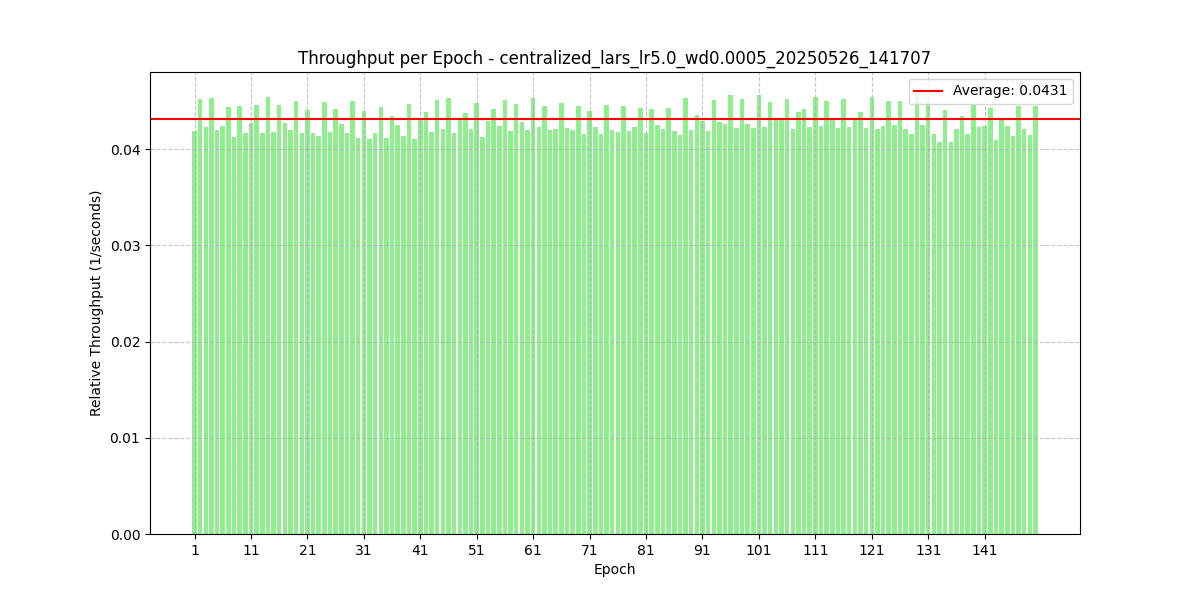 Throughput per Epoch - centralized_lars_lr5.0_wd0.0005_20250526_141707
Average: 0.0431
Relative Throughput (1/seconds)
0.04
0.03
0.02
0.01
0.00
1 11 21 31 41 51 61 71 81 91 101 111 121 131 141
Epoch